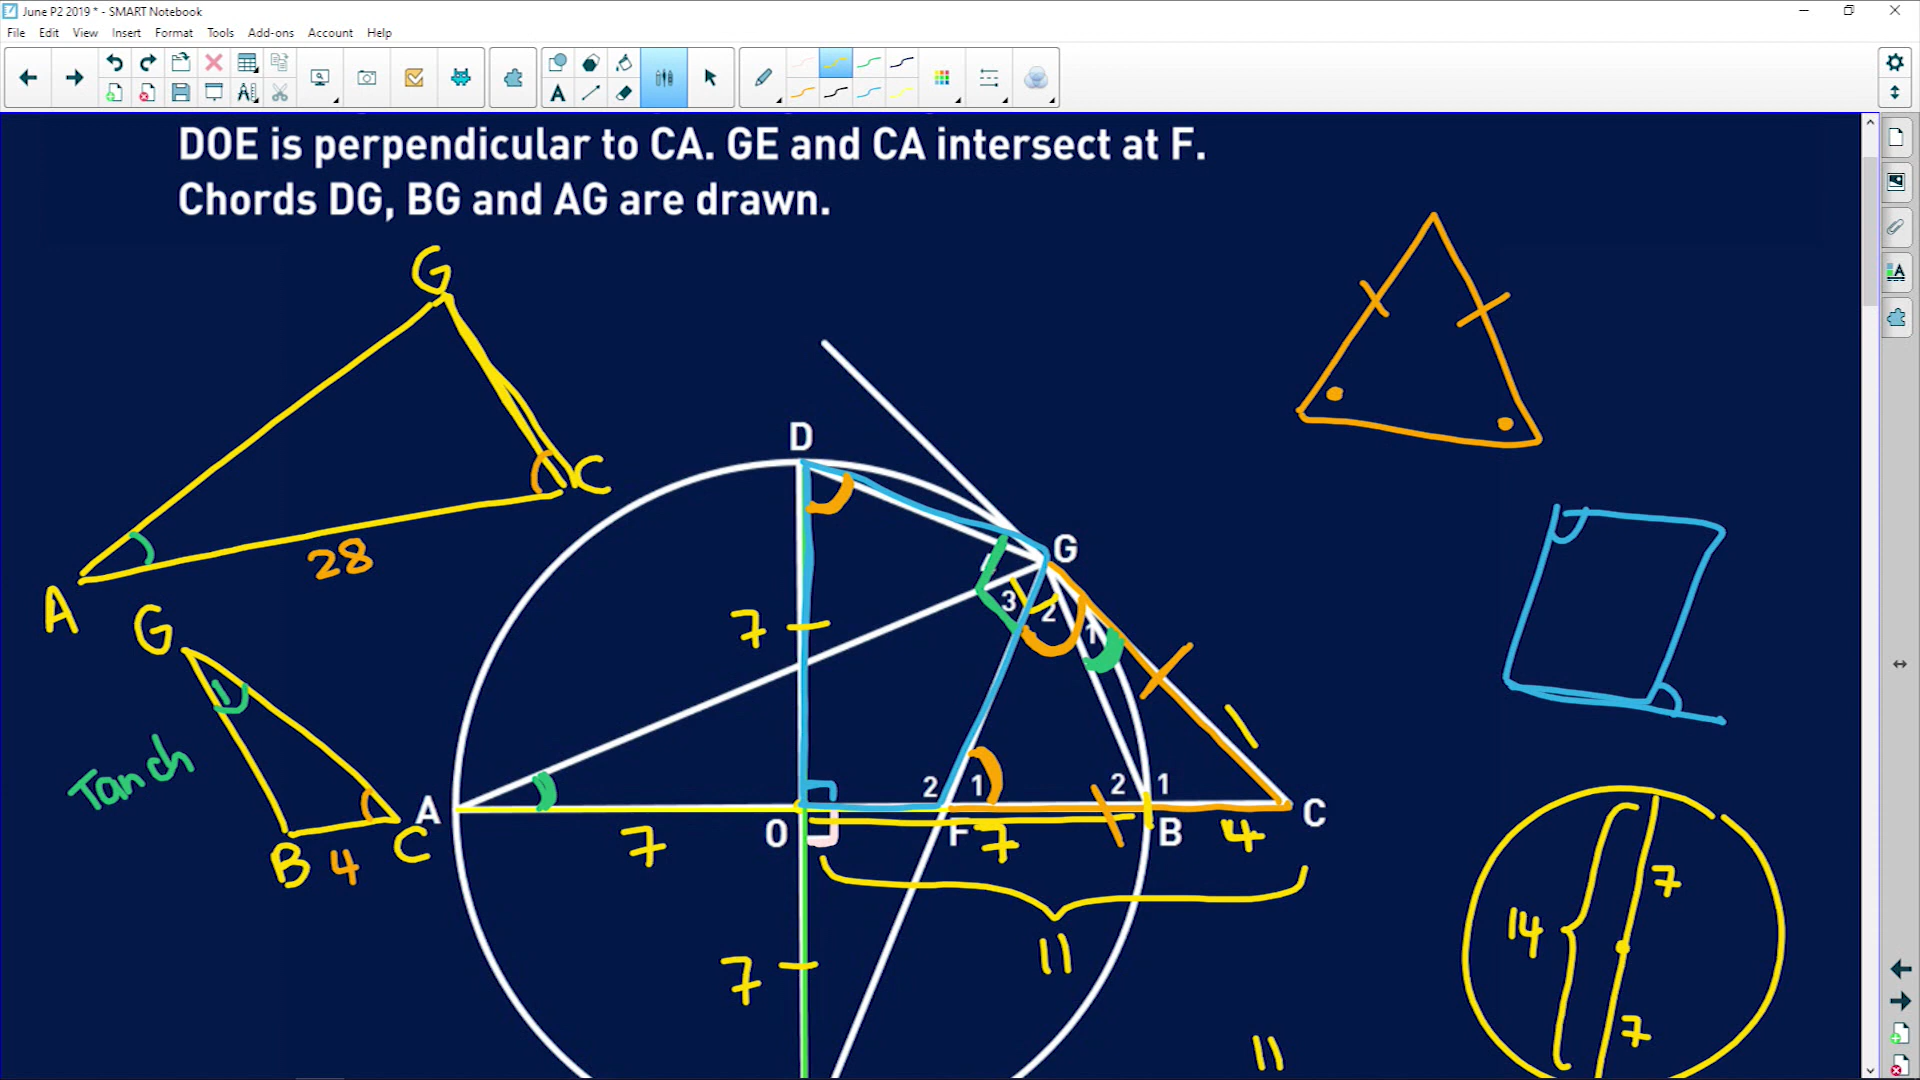 June P2 2019 * - SMART Notebook
File Edit View Insert Format Tools Add-ons Account Help
DOE is perpendicular to CA. GE and CA intersect at F.
Chords DG, BG and AG are drawn.
G
C
28
A
G
1
Tanch
B 4 C
D
G
3 2 1
7
2 1 2 1
A O F B C
7 7 4
11
7
11
14
7
7